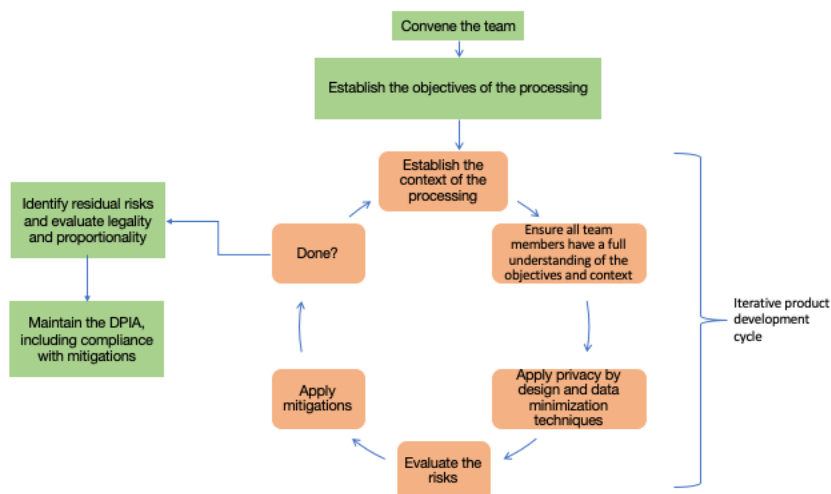 Convene the team
Establish the objectives of the processing
Establish the
context of the
processing
Ensure all team
members have a full
understanding of the
objectives and context
Apply privacy by
design and data
minimization
techniques
Evaluate the
risks
Apply
mitigations
Done?
Identify residual risks
and evaluate legality
and proportionality
Maintain the DPIA,
including compliance
with mitigations
Iterative product
development
cycle